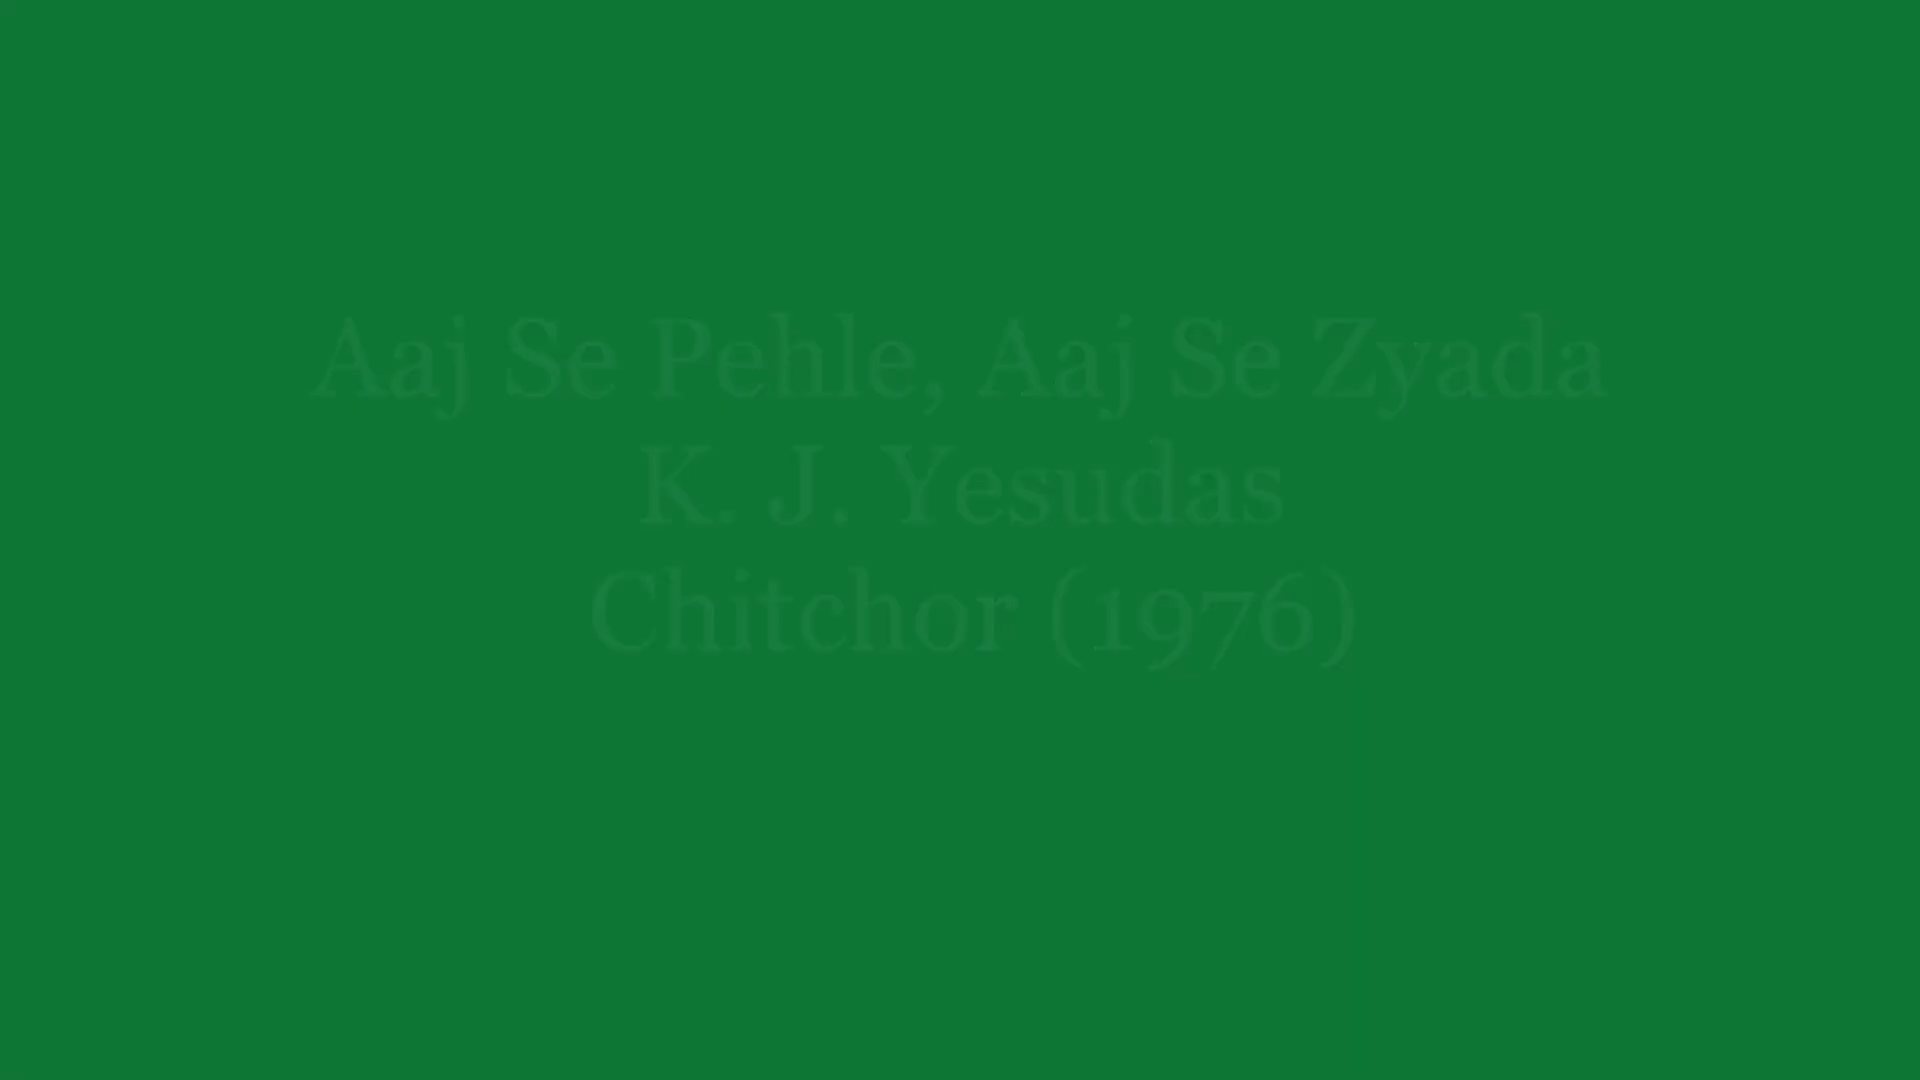 Aaj Se Pehle, Aaj Se Zyada
K. J. Yesudas
Chitchor (1976)